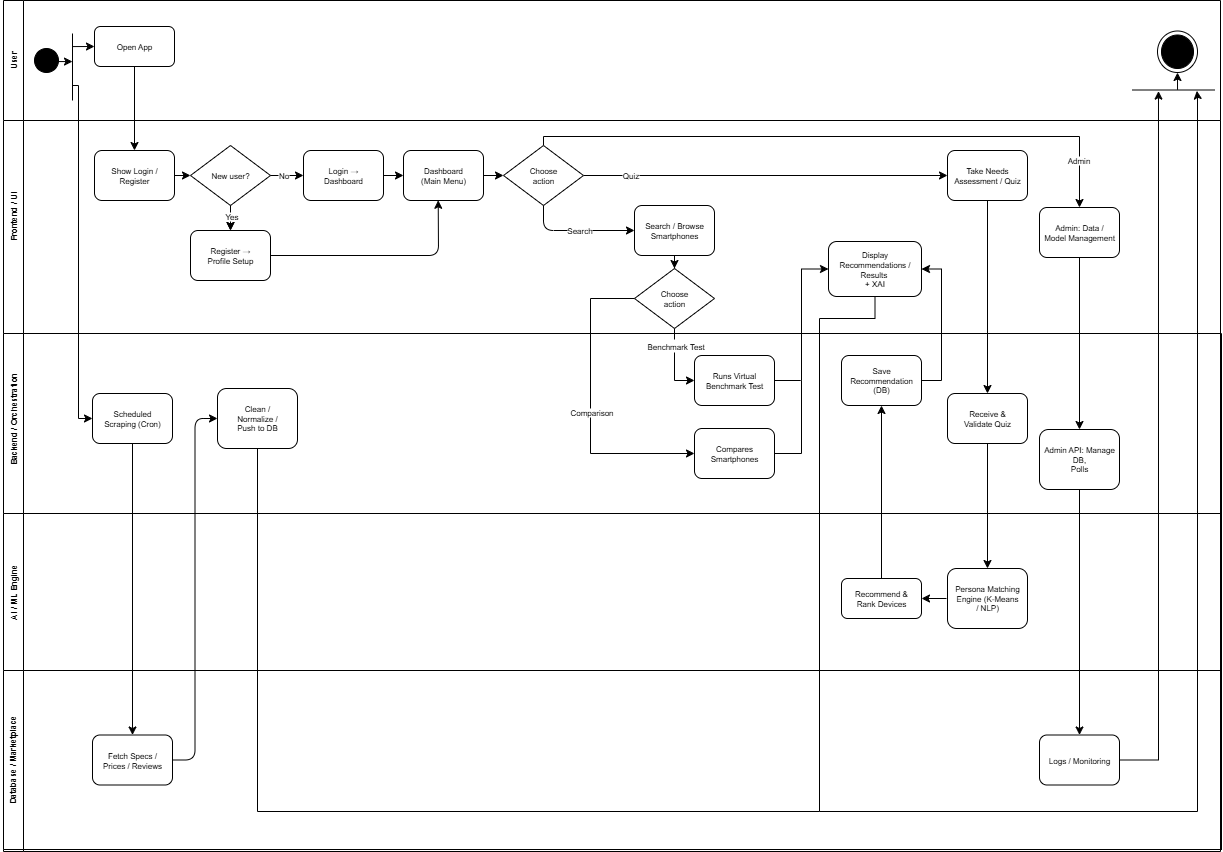 User
Open App
Frontend / UI
Show Login /
Register
New user?
No
Yes
Login →
Dashboard
Dashboard
(Main Menu)
Register →
Profile Setup
Choose
action
Quiz
Search
Admin
Search / Browse
Smartphones
Choose
action
Display
Recommendations /
Results
+ XAI
Take Needs
Assessment / Quiz
Admin: Data /
Model Management
Backend / Orchestration
Scheduled
Scraping (Cron)
Clean /
Normalize /
Push to DB
Benchmark Test
Comparison
Runs Virtual
Benchmark Test
Compares
Smartphones
Save
Recommendation
(DB)
Receive &
Validate Quiz
Admin API: Manage
DB,
Polls
AI / ML Engine
Recommend &
Rank Devices
Persona Matching
Engine (K-Means
/ NLP)
Database / Marketplace
Fetch Specs /
Prices / Reviews
Logs / Monitoring